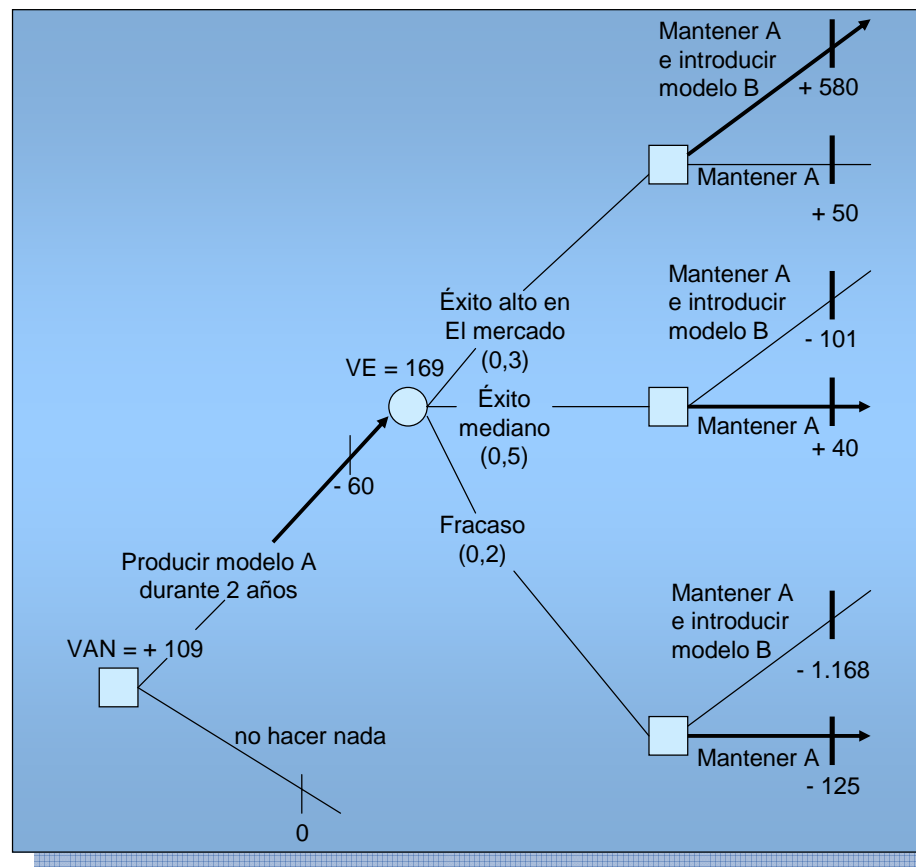 Mantener A
e introducir
modelo B
+ 580
Mantener A
+ 50
Mantener A
e introducir
modelo B
- 101
Éxito alto en
El mercado
(0,3)
VE = 169
Éxito
mediano
(0,5)
Mantener A
+ 40
- 60
Fracaso
(0,2)
Producir modelo A
durante 2 años
Mantener A
e introducir
modelo B
- 1.168
VAN = + 109
no hacer nada
Mantener A
- 125
0